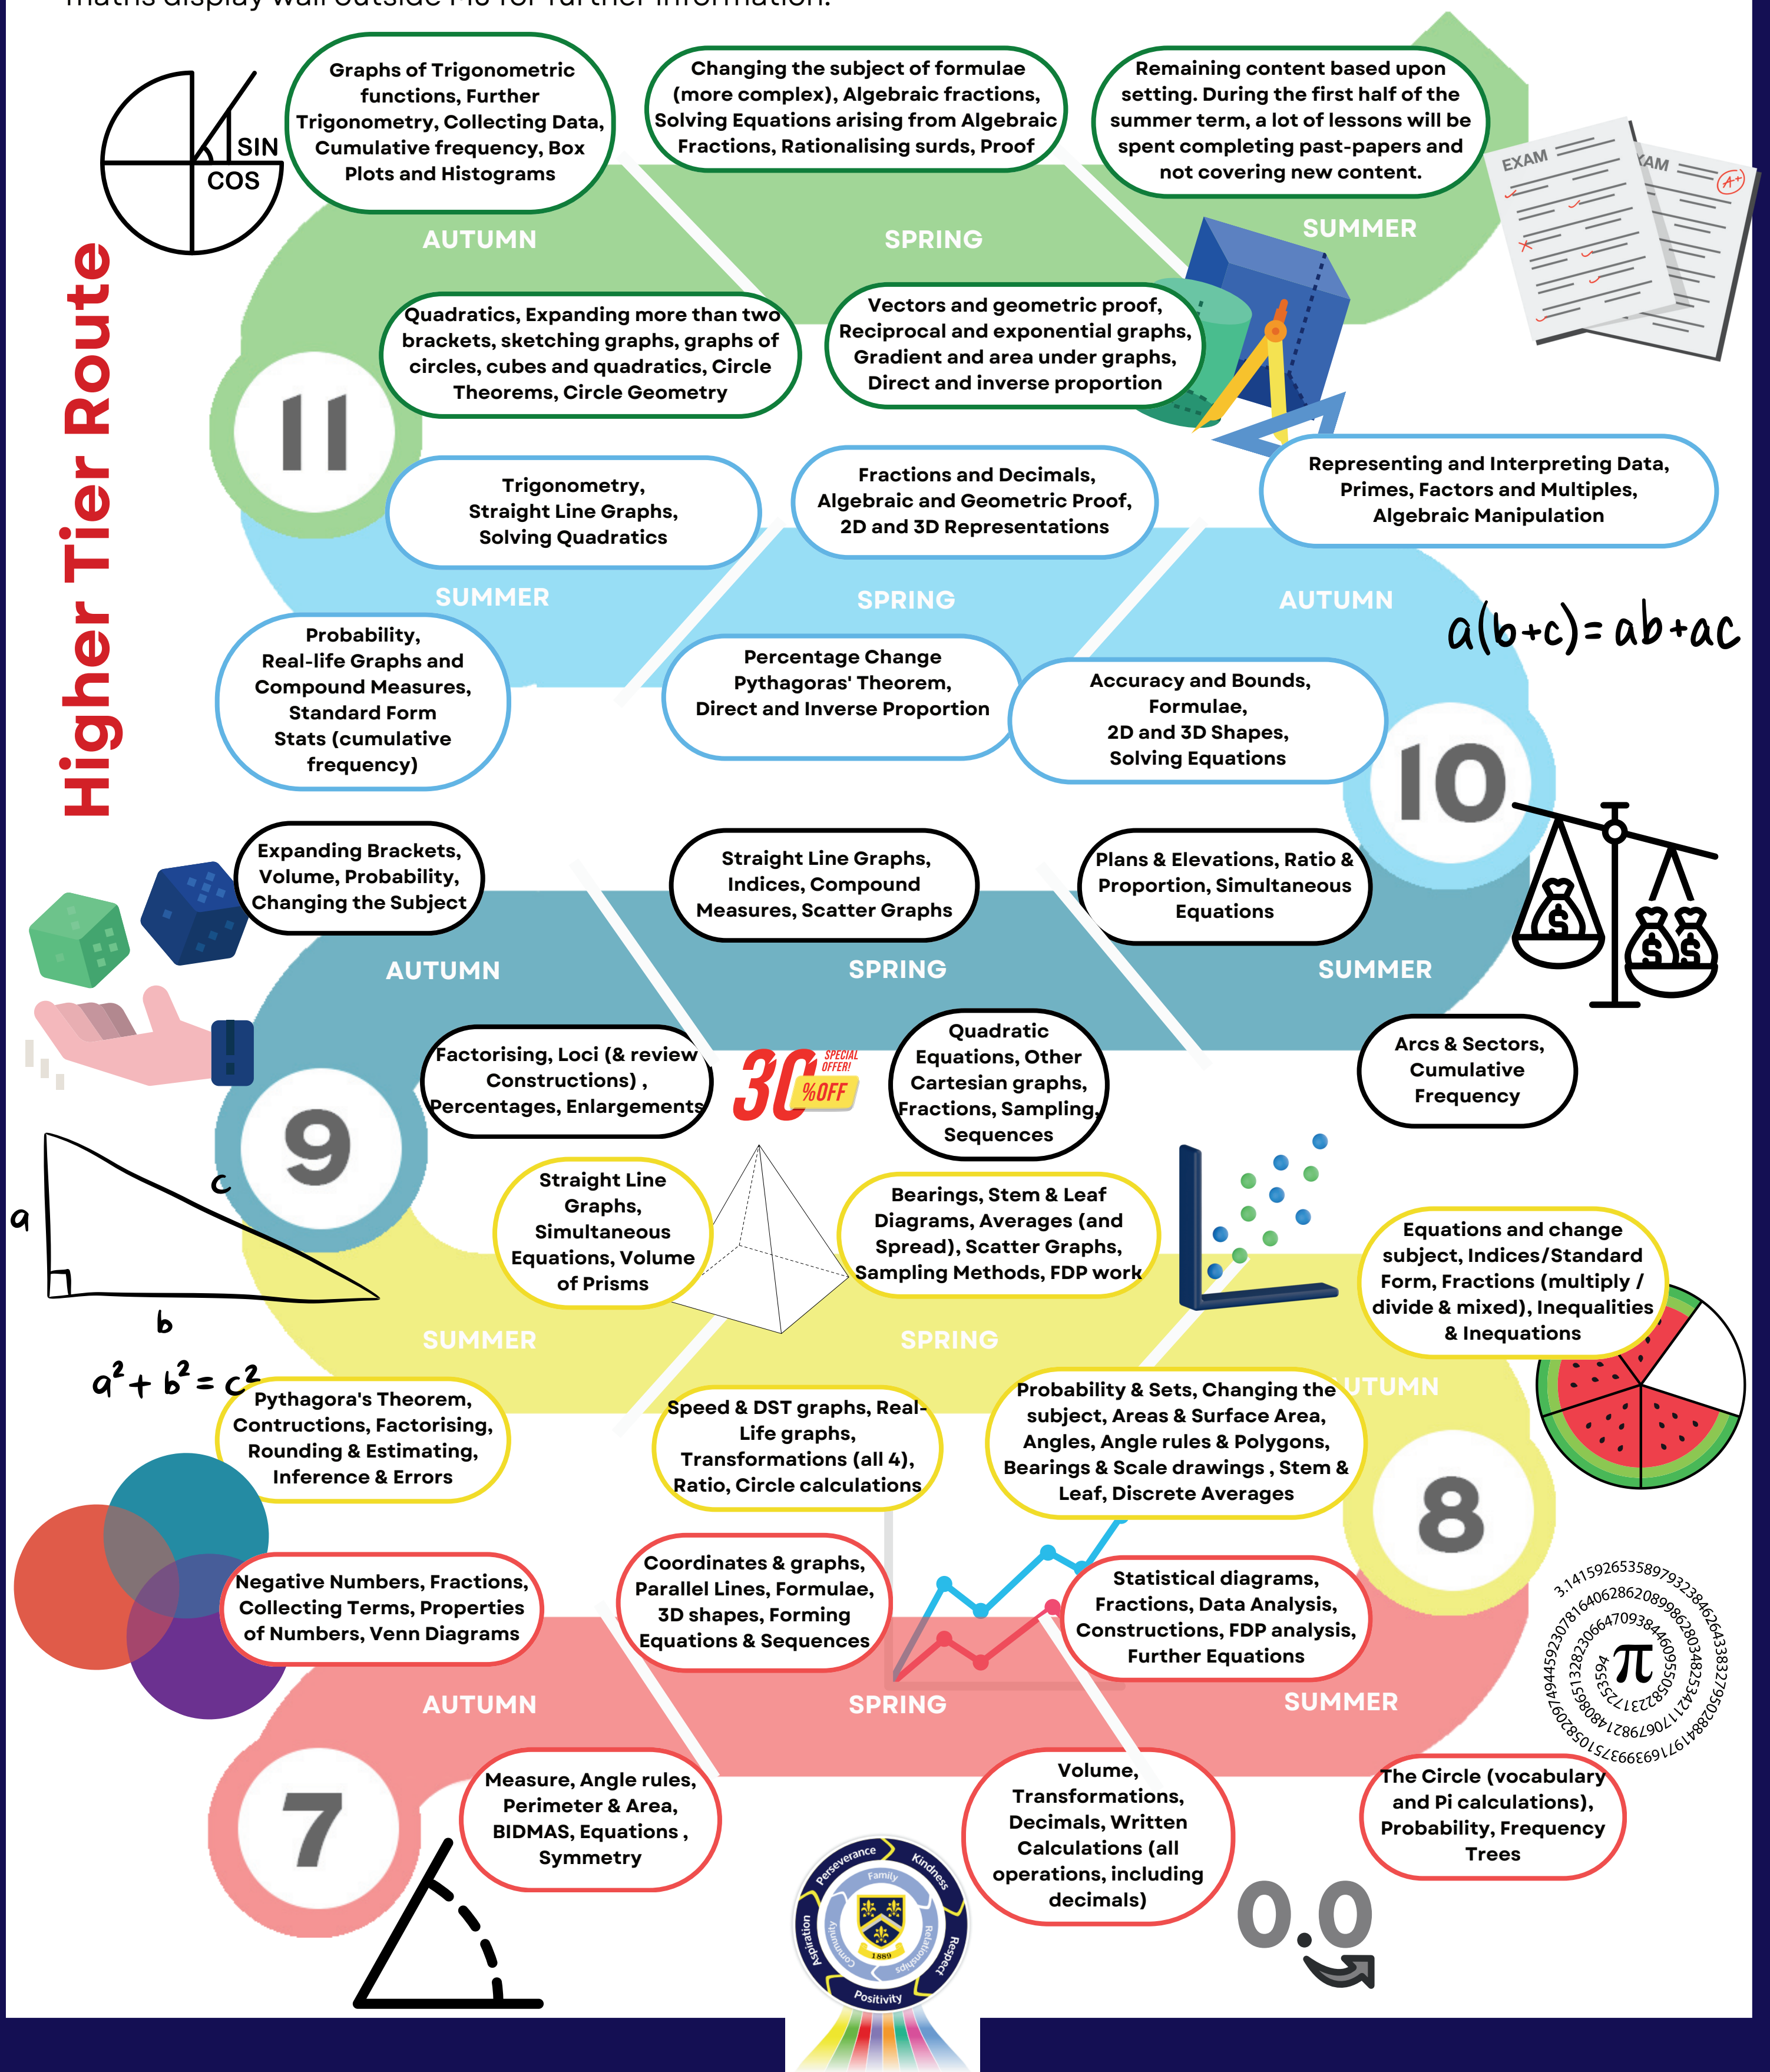 maths display wall outside M8 for further information.
Higher Tier Route
SIN
COS
Graphs of Trigonometric
functions, Further
Trigonometry, Collecting Data,
Cumulative frequency, Box
Plots and Histograms
Changing the subject of formulae
(more complex), Algebraic fractions,
Solving Equations arising from Algebraic
Fractions, Rationalising surds, Proof
Remaining content based upon
setting. During the first half of the
summer term, a lot of lessons will be
spent completing past-papers and
not covering new content.
EXAM
XAM
A+
AUTUMN
SPRING
SUMMER
11
Quadratics, Expanding more than two
brackets, sketching graphs, graphs of
circles, cubes and quadratics, Circle
Theorems, Circle Geometry
Vectors and geometric proof,
Reciprocal and exponential graphs,
Gradient and area under graphs,
Direct and inverse proportion
Trigonometry,
Straight Line Graphs,
Solving Quadratics
Fractions and Decimals,
Algebraic and Geometric Proof,
2D and 3D Representations
Representing and Interpreting Data,
Primes, Factors and Multiples,
Algebraic Manipulation
SUMMER
SPRING
AUTUMN
a(b+c)= ab+ac
Probability,
Real-life Graphs and
Compound Measures,
Standard Form
Stats (cumulative
frequency)
Percentage Change
Pythagoras' Theorem,
Direct and Inverse Proportion
Accuracy and Bounds,
Formulae,
2D and 3D Shapes,
Solving Equations
10
Expanding Brackets,
Volume, Probability,
Changing the Subject
Straight Line Graphs,
Indices, Compound
Measures, Scatter Graphs
Plans & Elevations, Ratio &
Proportion, Simultaneous
Equations
$
$ $
AUTUMN
SPRING
SUMMER
9
Factorising, Loci (& review
Constructions) ,
Percentages, Enlargements
30
SPECIAL
OFFER!
%OFF
Quadratic
Equations, Other
Cartesian graphs,
Fractions, Sampling,
Sequences
Arcs & Sectors,
Cumulative
Frequency
a
c
b
a² + b² = c²
Straight Line
Graphs,
Simultaneous
Equations, Volume
of Prisms
Bearings, Stem & Leaf
Diagrams, Averages (and
Spread), Scatter Graphs,
Sampling Methods, FDP work
Equations and change
subject, Indices/Standard
Form, Fractions (multiply /
divide & mixed), Inequalities
& Inequations
SUMMER
SPRING
UTUMN
Pythagora's Theorem,
Contructions, Factorising,
Rounding & Estimating,
Inference & Errors
Speed & DST graphs, Real-
Life graphs,
Transformations (all 4),
Ratio, Circle calculations
Probability & Sets, Changing the
subject, Areas & Surface Area,
Angles, Angle rules & Polygons,
Bearings & Scale drawings , Stem &
Leaf, Discrete Averages
8
Negative Numbers, Fractions,
Collecting Terms, Properties
of Numbers, Venn Diagrams
Coordinates & graphs,
Parallel Lines, Formulae,
3D shapes, Forming
Equations & Sequences
Statistical diagrams,
Fractions, Data Analysis,
Constructions, FDP analysis,
Further Equations
π
AUTUMN
SPRING
SUMMER
7
Measure, Angle rules,
Perimeter & Area,
BIDMAS, Equations ,
Symmetry
Volume,
Transformations,
Decimals, Written
Calculations (all
operations, including
decimals)
The Circle (vocabulary
and Pi calculations),
Probability, Frequency
Trees
0.0
Perseverance
Kindness
Respect
Positivity
Aspiration
Family
Relationships
Community
1889